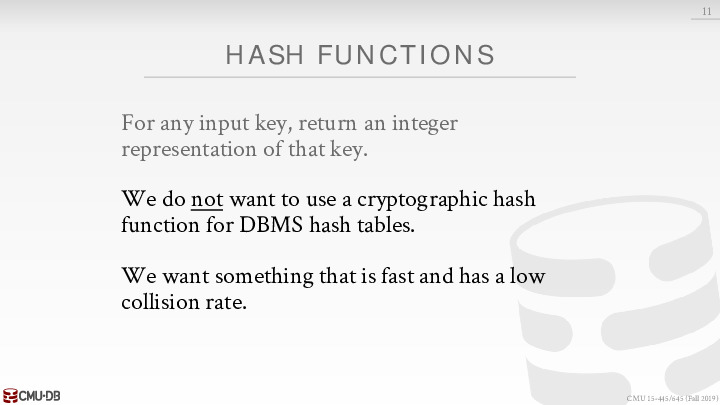 11
HASH FUNCTIONS
For any input key, return an integer
representation of that key.
We do not want to use a cryptographic hash
function for DBMS hash tables.
We want something that is fast and has a low
collision rate.
CMU·DB
CMU 15-445/645 (Fall 2019)